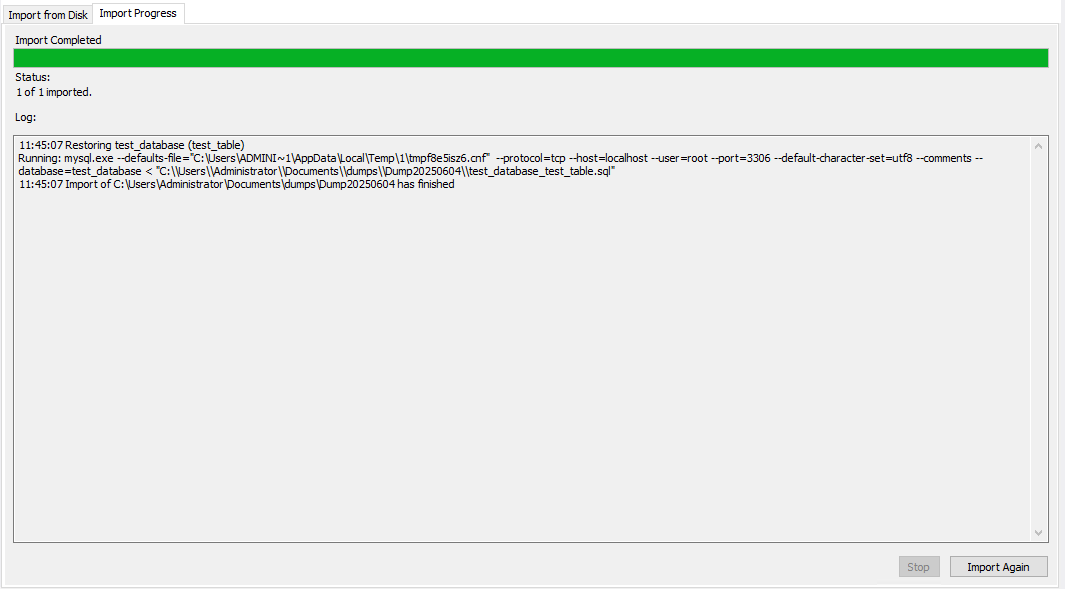 Import from Disk
Import Progress
Import Completed
Status:
1 of 1 imported.
Log:
11:45:07 Restoring test_database (test_table)
Running: mysql.exe --defaults-file="C:\Users\ADMINI~1\AppData\Local\Temp\1\tmpf8e5isz6.cnf"  --protocol=tcp --host=localhost --user=root --port=3306 --default-character-set=utf8 --comments --
database=test_database < "C:\\Users\\Administrator\\Documents\\dumps\\Dump20250604\\test_database_test_table.sql"
11:45:07 Import of C:\Users\Administrator\Documents\dumps\Dump20250604 has finished
Stop
Import Again